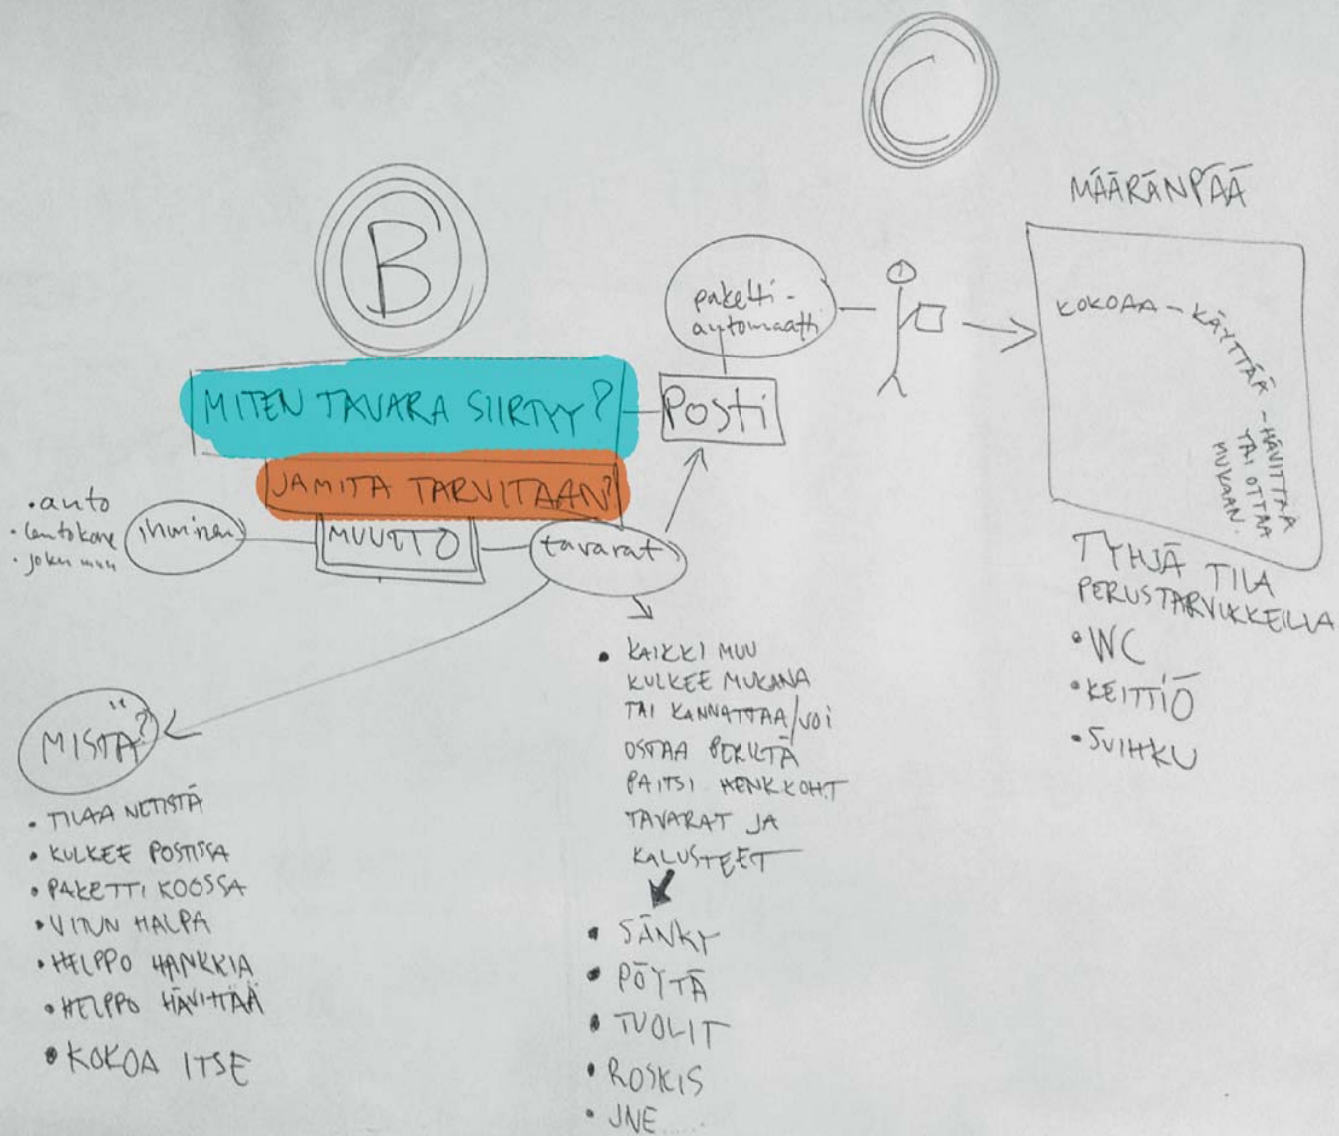 C
MÄÄRÄNPÄÄ
KOKOAA - KÄYTTÄÄ - HÄVITTÄÄ
TAI OTTAA
MUKAAN.
TYHJÄ TILA
PERUSTARVIKKEILLA
• WC
• KEITTIÖ
• SUIHKU
B
paketti-
automaatti
MITEN TAVARA SIIRTYY?
Posti
JA MITÄ TARVITAAN?
• auto
• lentokone
• joku muu
ihminen
MUUTTO
tavarat
• KAIKKI MUU
KULKEE MUKANA
TAI KANNATTAA/VOI
OSTAA PERILTÄ
PAITSI HENKKOHT
TAVARAT JA
KALUSTEET
• SÄNKY
• PÖYTÄ
• TUOLIT
• ROSKIS
• JNE.....
MISTÄ?
• TILAA NETISTÄ
• KULKEE POSTISSA
• PAKETTI KOOSSA
• VITUN HALPA
• HELPPO HANKKIA
• HELPPO HÄVITTÄÄ
• KOKOA ITSE